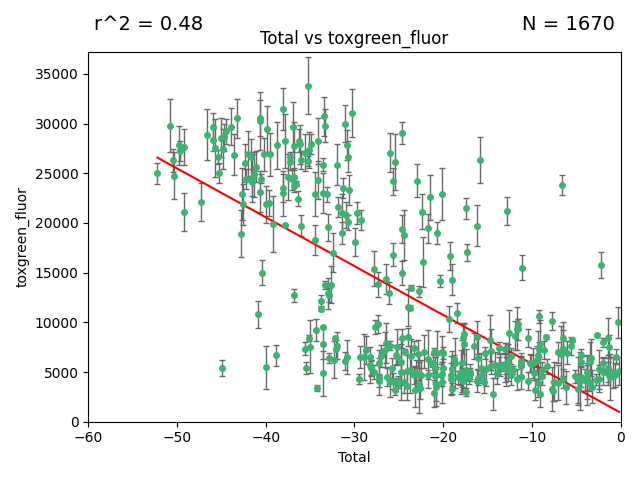 r^2 = 0.48 N = 1670
Total vs toxgreen_fluor
35000
30000
25000
20000
15000
10000
5000
0
toxgreen_fluor
−60 −50 −40 −30 −20 −10 0
Total